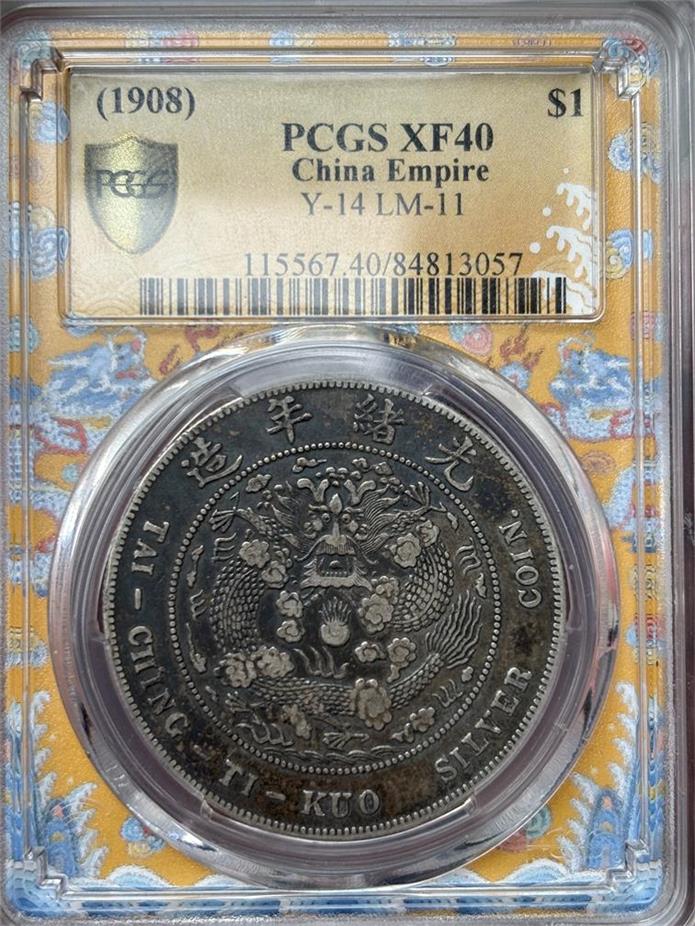 (1908) $1
PCGS XF40
China Empire
PCGS
Y-14 LM-11
115567.40/84813057
造年緒光
TAI-CHING-TI-KUO SILVER COIN.